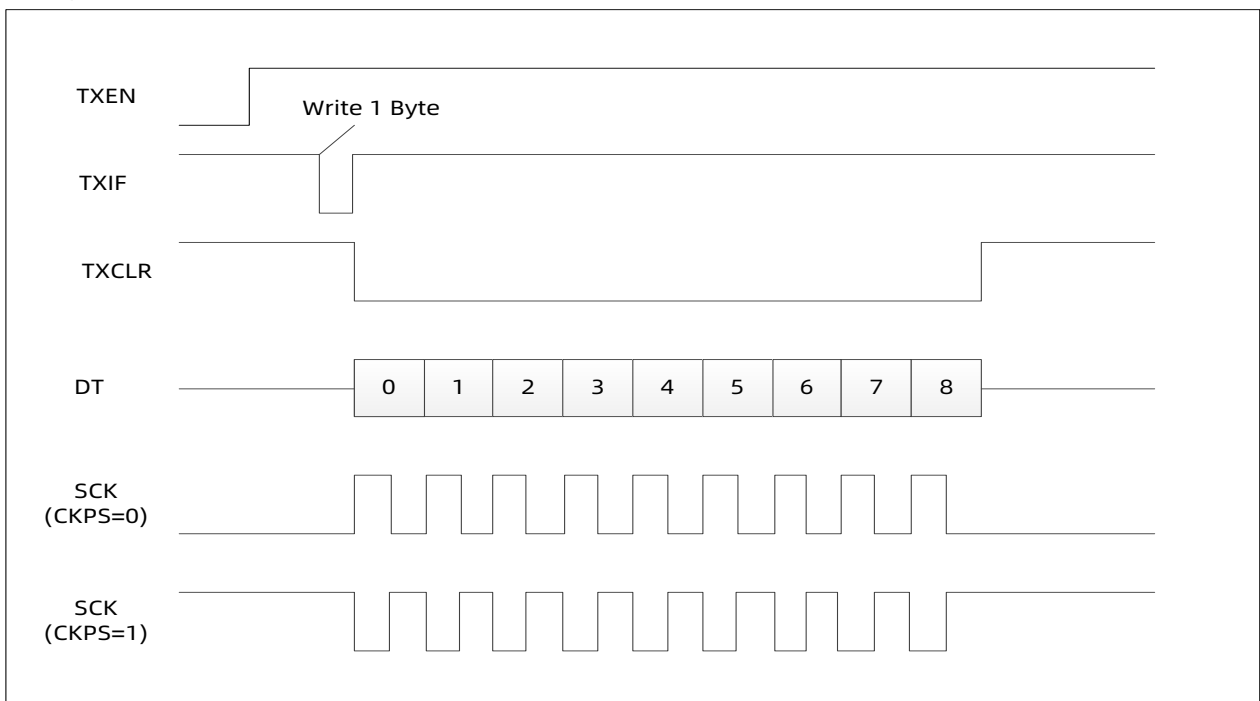 TXEN
Write 1 Byte
TXIF
TXCLR
DT
0 1 2 3 4 5 6 7 8
SCK
(CKPS=0)
SCK
(CKPS=1)